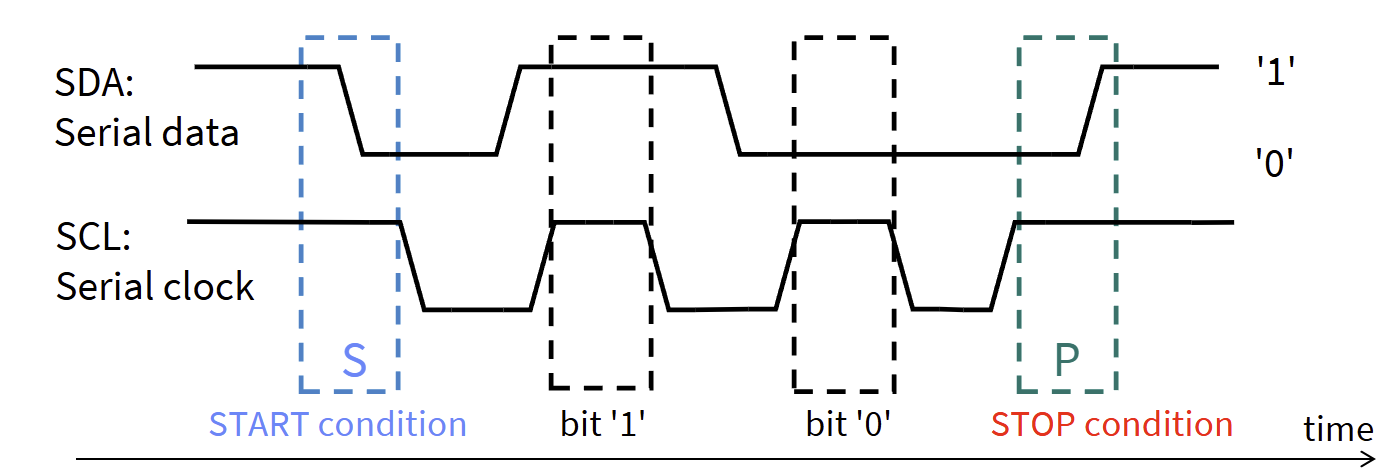 SDA:
Serial data
'1'
'0'
SCL:
Serial clock
S
P
START condition
bit '1'
bit '0'
STOP condition
time